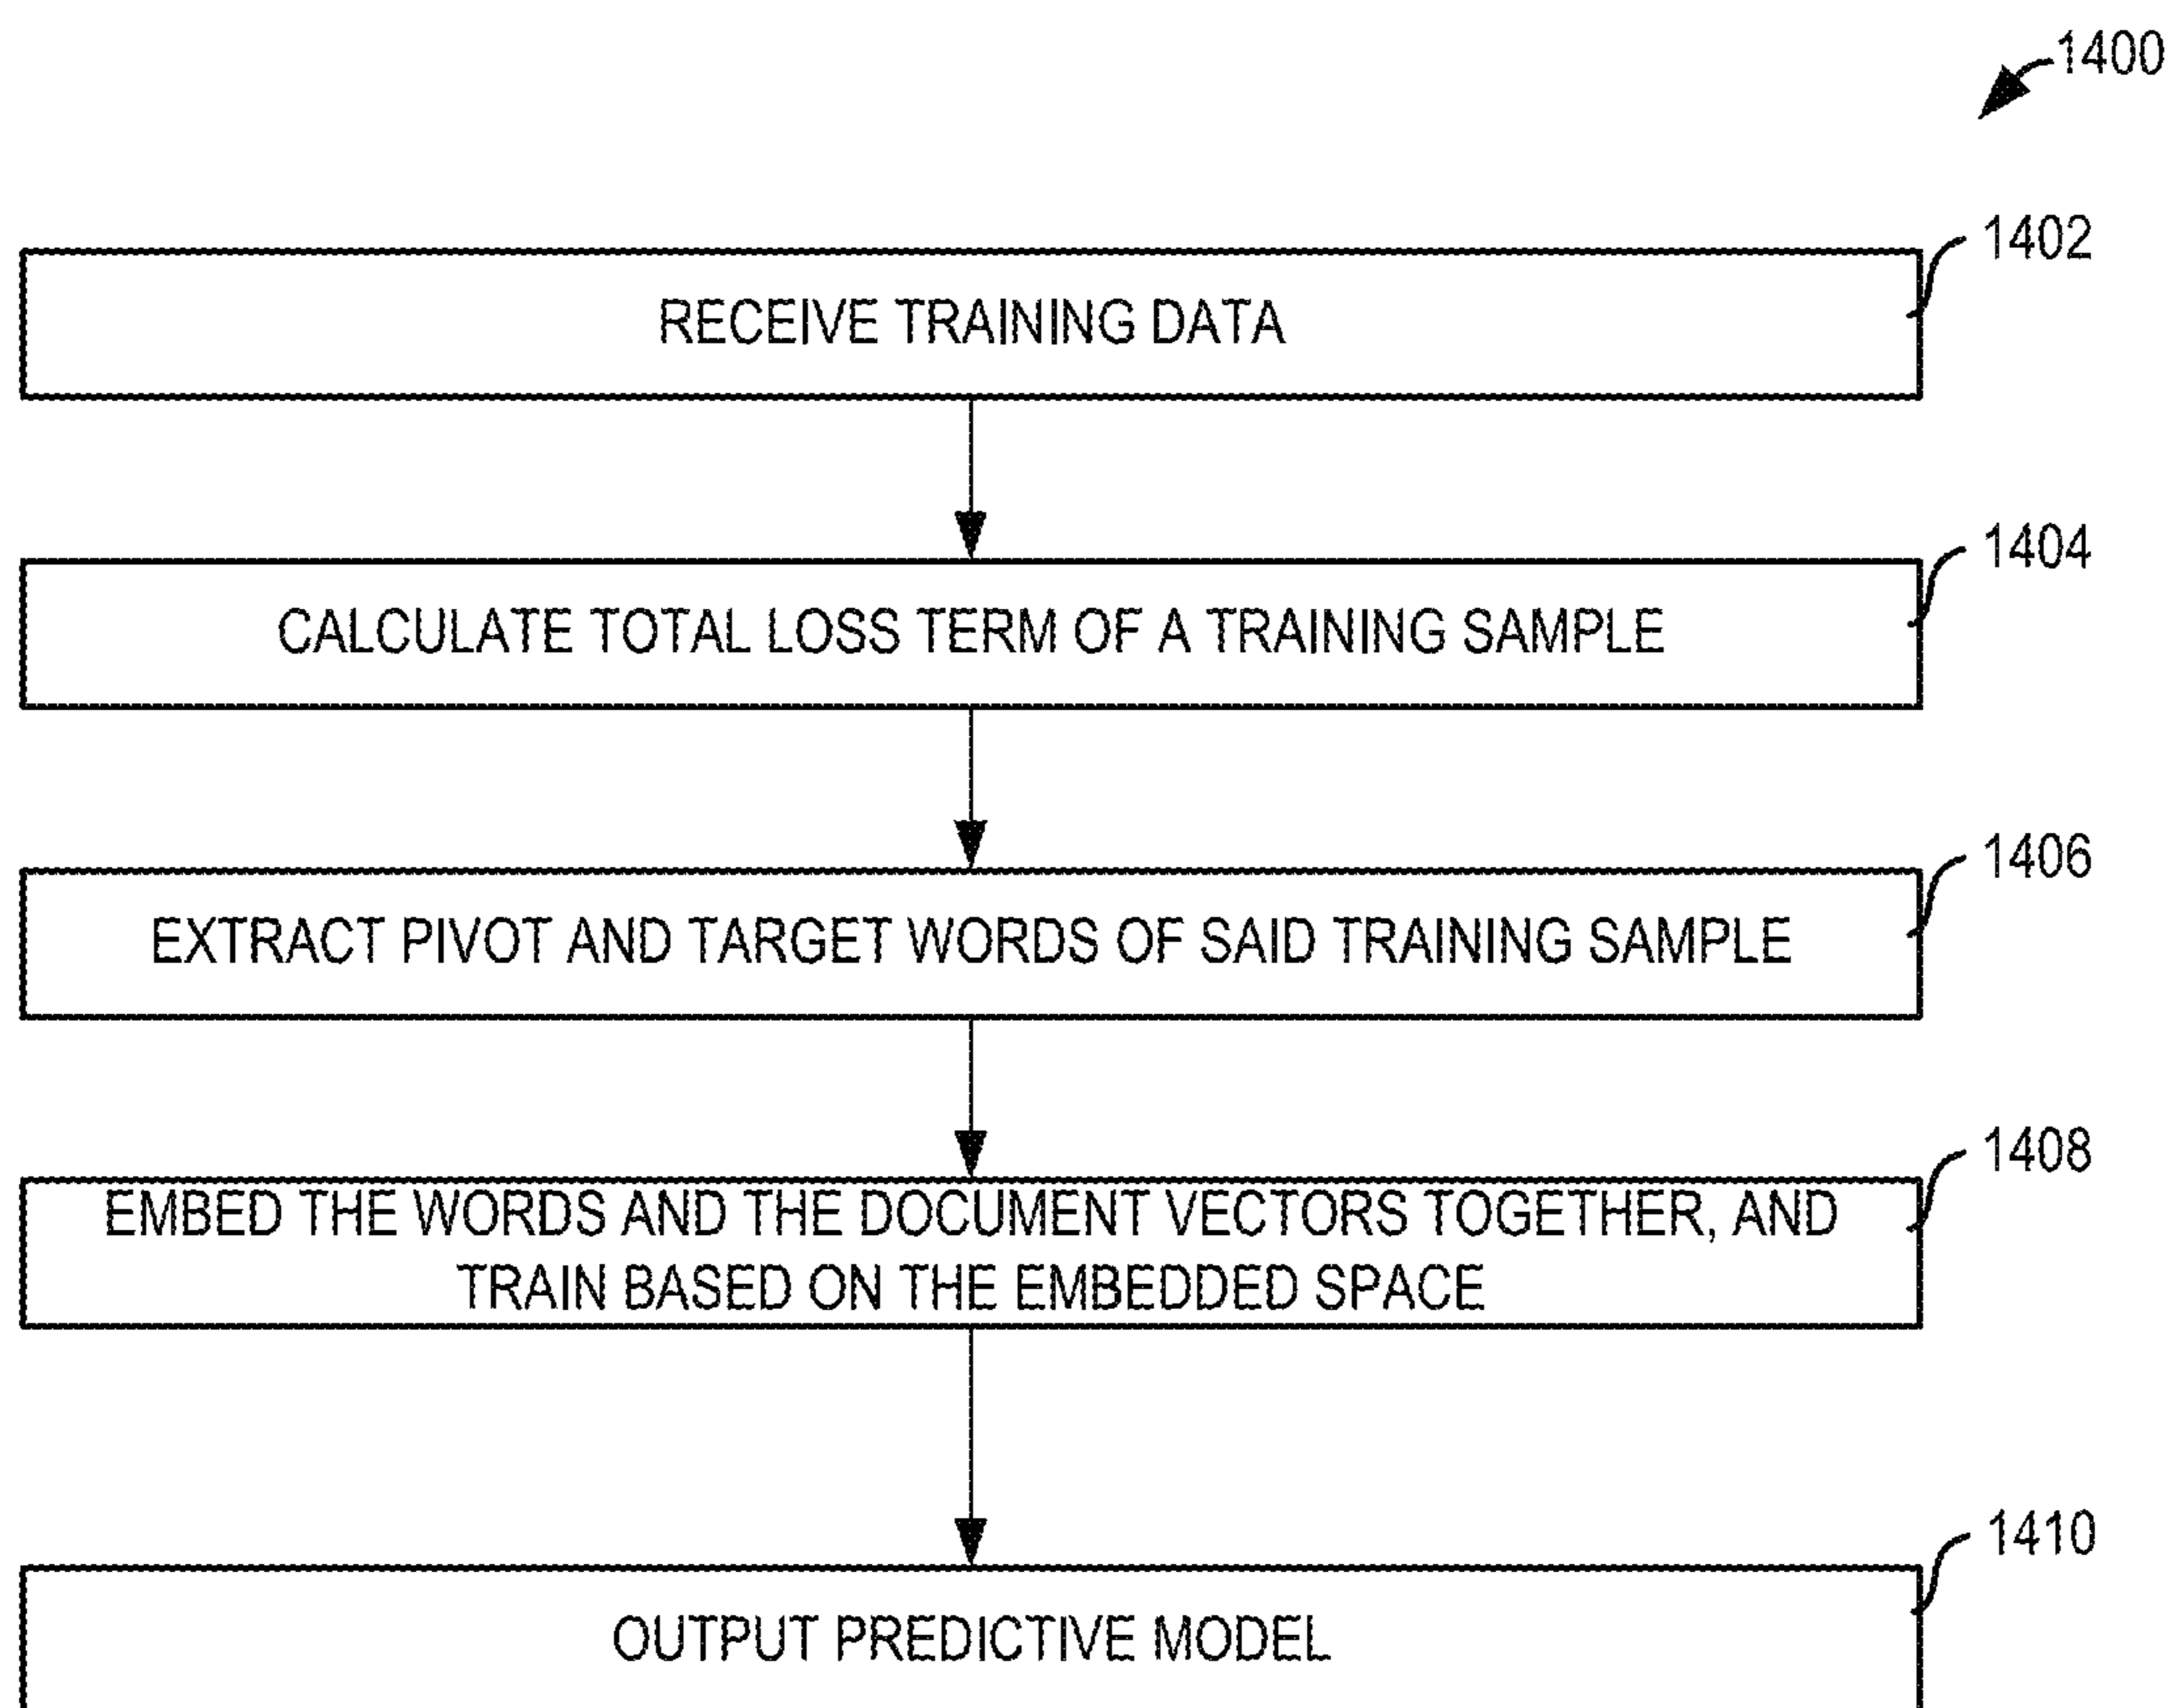 1400
1402
RECEIVE TRAINING DATA
1404
CALCULATE TOTAL LOSS TERM OF A TRAINING SAMPLE
1406
EXTRACT PIVOT AND TARGET WORDS OF SAID TRAINING SAMPLE
1408
EMBED THE WORDS AND THE DOCUMENT VECTORS TOGETHER, AND
TRAIN BASED ON THE EMBEDDED SPACE
1410
OUTPUT PREDICTIVE MODEL